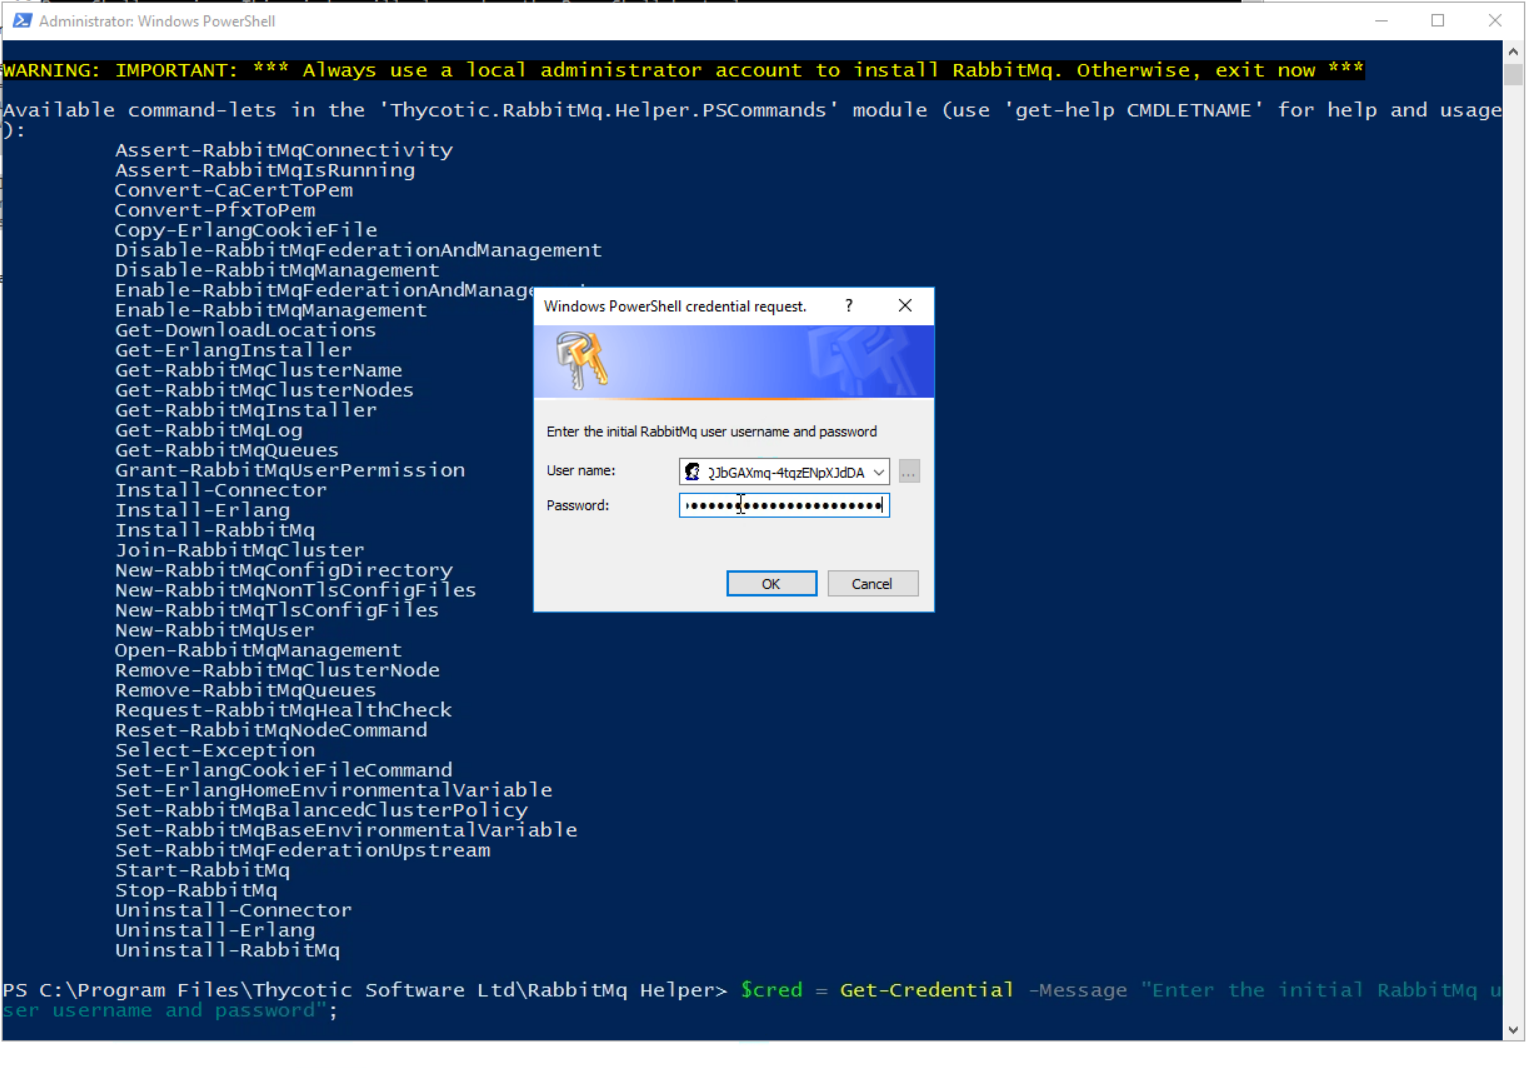 Administrator: Windows PowerShell
WARNING: IMPORTANT: *** Always use a local administrator account to install RabbitMq. Otherwise, exit now ***
Available command-lets in the 'Thycotic.RabbitMq.Helper.PSCommands' module (use 'get-help CMDLETNAME' for help and usage
):
Assert-RabbitMqConnectivity
Assert-RabbitMqIsRunning
Convert-CaCertToPem
Convert-PfxToPem
Copy-ErlangCookieFile
Disable-RabbitMqFederationAndManagement
Disable-RabbitMqManagement
Enable-RabbitMqFederationAndManage
Enable-RabbitMqManagement
Get-DownloadLocations
Get-ErlangInstaller
Get-RabbitMqClusterName
Get-RabbitMqClusterNodes
Get-RabbitMqInstaller
Get-RabbitMqLog
Get-RabbitMqQueues
Grant-RabbitMqUserPermission
Install-Connector
Install-Erlang
Install-RabbitMq
Join-RabbitMqCluster
New-RabbitMqConfigDirectory
New-RabbitMqNonTlsConfigFiles
New-RabbitMqTlsConfigFiles
New-RabbitMqUser
Open-RabbitMqManagement
Remove-RabbitMqClusterNode
Remove-RabbitMqQueues
Request-RabbitMqHealthCheck
Reset-RabbitMqNodeCommand
Select-Exception
Set-ErlangCookieFileCommand
Set-ErlangHomeEnvironmentalVariable
Set-RabbitMqBalancedClusterPolicy
Set-RabbitMqBaseEnvironmentalVariable
Set-RabbitMqFederationUpstream
Start-RabbitMq
Stop-RabbitMq
Uninstall-Connector
Uninstall-Erlang
Uninstall-RabbitMq
PS C:\Program Files\Thycotic Software Ltd\RabbitMq Helper> $cred = Get-Credential -Message "Enter the initial RabbitMq u
ser username and password";
Windows PowerShell credential request.
?
Enter the initial RabbitMq user username and password
User name: QJbGAXmq-4tqzENpXJdDA
...
Password:
OK Cancel